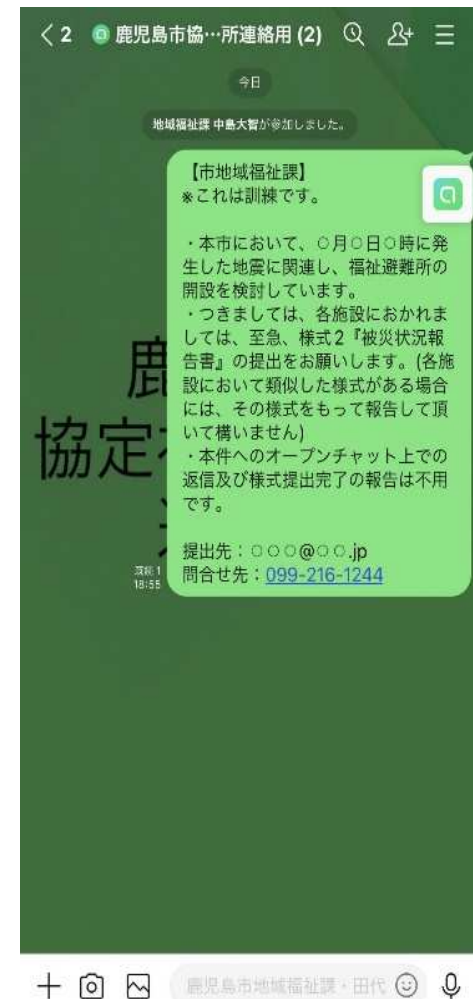 2
鹿児島市協…所連絡用 (2)
今日
地域福祉課 中島大智が参加しました。
【市地域福祉課】
※これは訓練です。
・本市において、○月○日○時に発
生した地震に関連し、福祉避難所の
開設を検討しています。
・つきましては、各施設におかれま
しては、至急、様式2『被災状況報
告書』の提出をお願いします。(各施
設において類似した様式がある場合
には、その様式をもって報告して頂
いて構いません)
・本件へのオープンチャット上での
返信及び様式提出完了の報告は不用
です。
提出先：○○○@○○.jp
問合せ先：099-216-1244
既読 1
18:55
鹿
協定
鹿児島市地域福祉課・田代